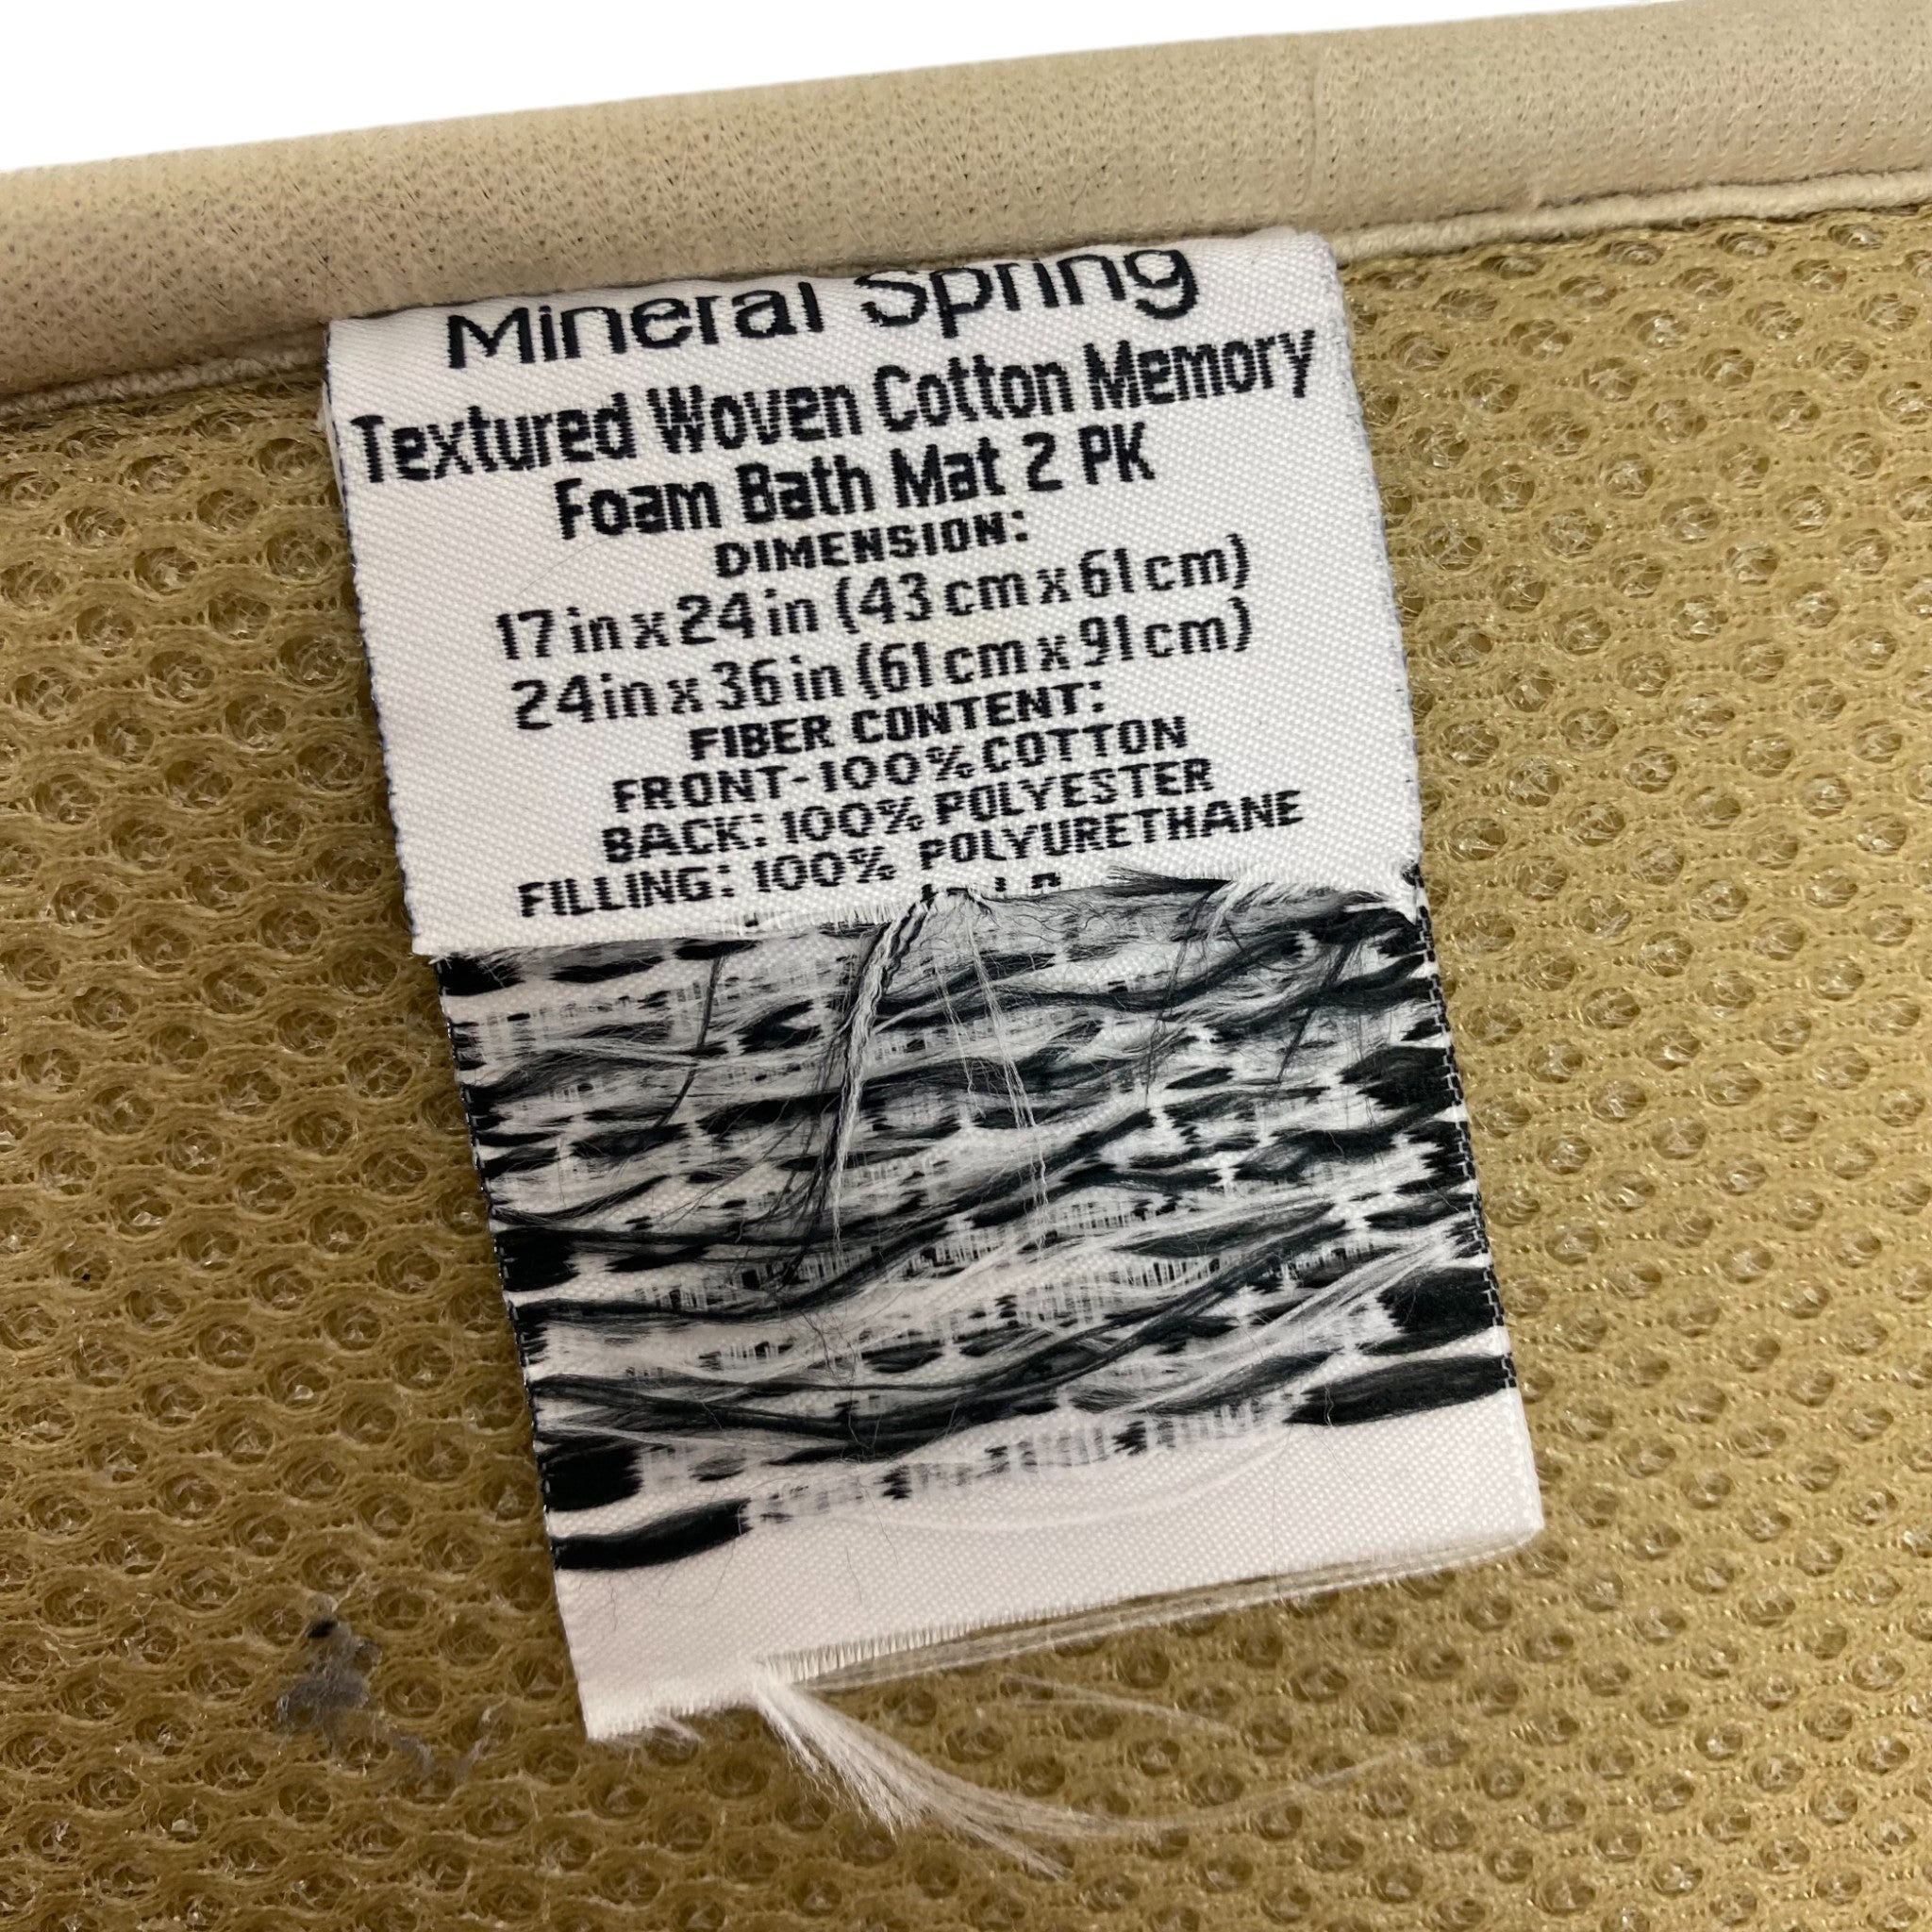 Mineral Spring
Textured Woven Cotton Memory
Foam Bath Mat 2 PK
DIMENSION:
17 in x 24 in (43 cm x 61 cm)
24 in x 36 in (61 cm x 91 cm)
FIBER CONTENT:
FRONT-100% COTTON
BACK: 100% POLYESTER
FILLING: 100% POLYURETHANE